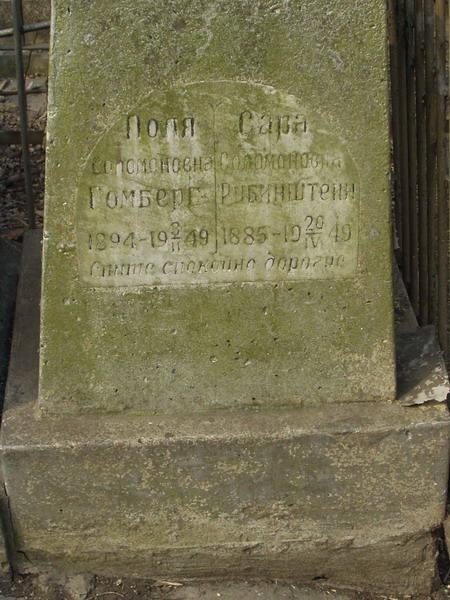 Поля Сара
Соломоновна Соломоновна
Гомберг Рубинштейн
1894-19 2/II 49 1885-19 20/IV 49
Спите спокойно дорогие